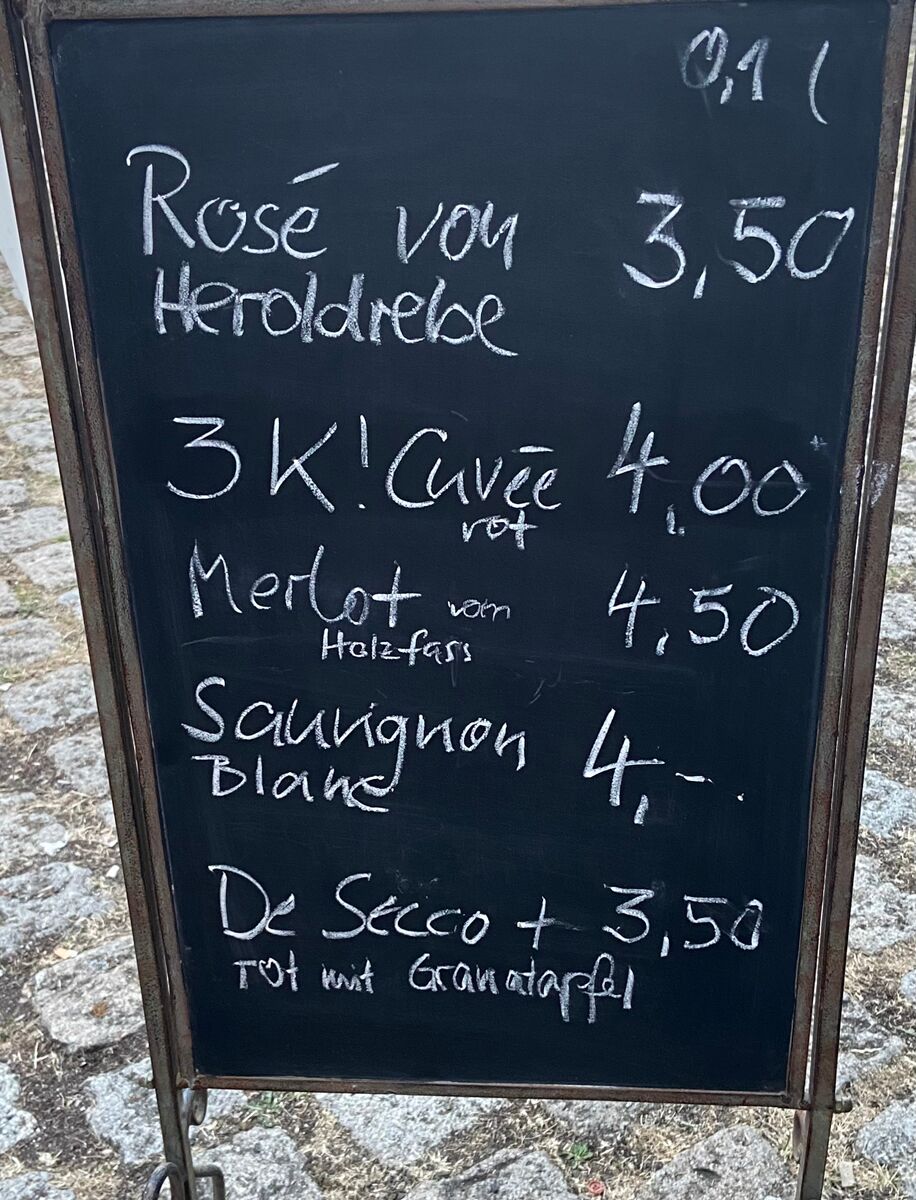 0,1 l
Rosé von 3,50
Heroldrebe
3K! Cuvée 4,00
rot
Merlot vom 4,50
Holzfass
Sauvignon 4,-
Blanc
De Secco + 3,50
rot mit Granatapfel